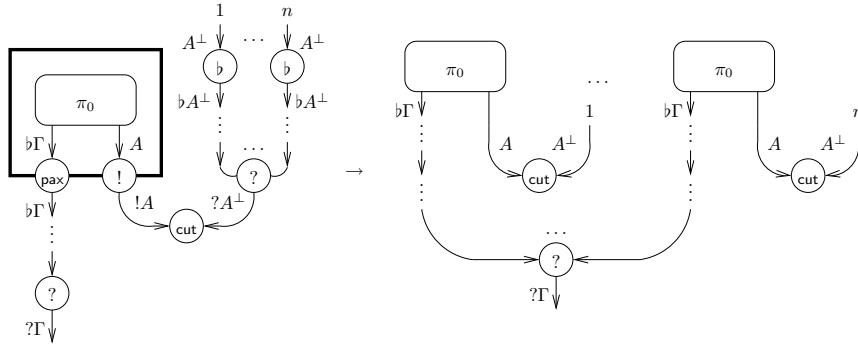 1 … n
A⊥ … A⊥
♭ ♭
♭A⊥ ♭A⊥
π₀
♭Γ A
⋮ ⋮
…
pax ! ?
♭Γ !A ?A⊥
cut
⋮
?
?Γ
→
π₀ … π₀
♭Γ 1 ♭Γ n
⋮ ⋮
A A⊥ A A⊥
cut cut
⋮ ⋮
…
?
?Γ